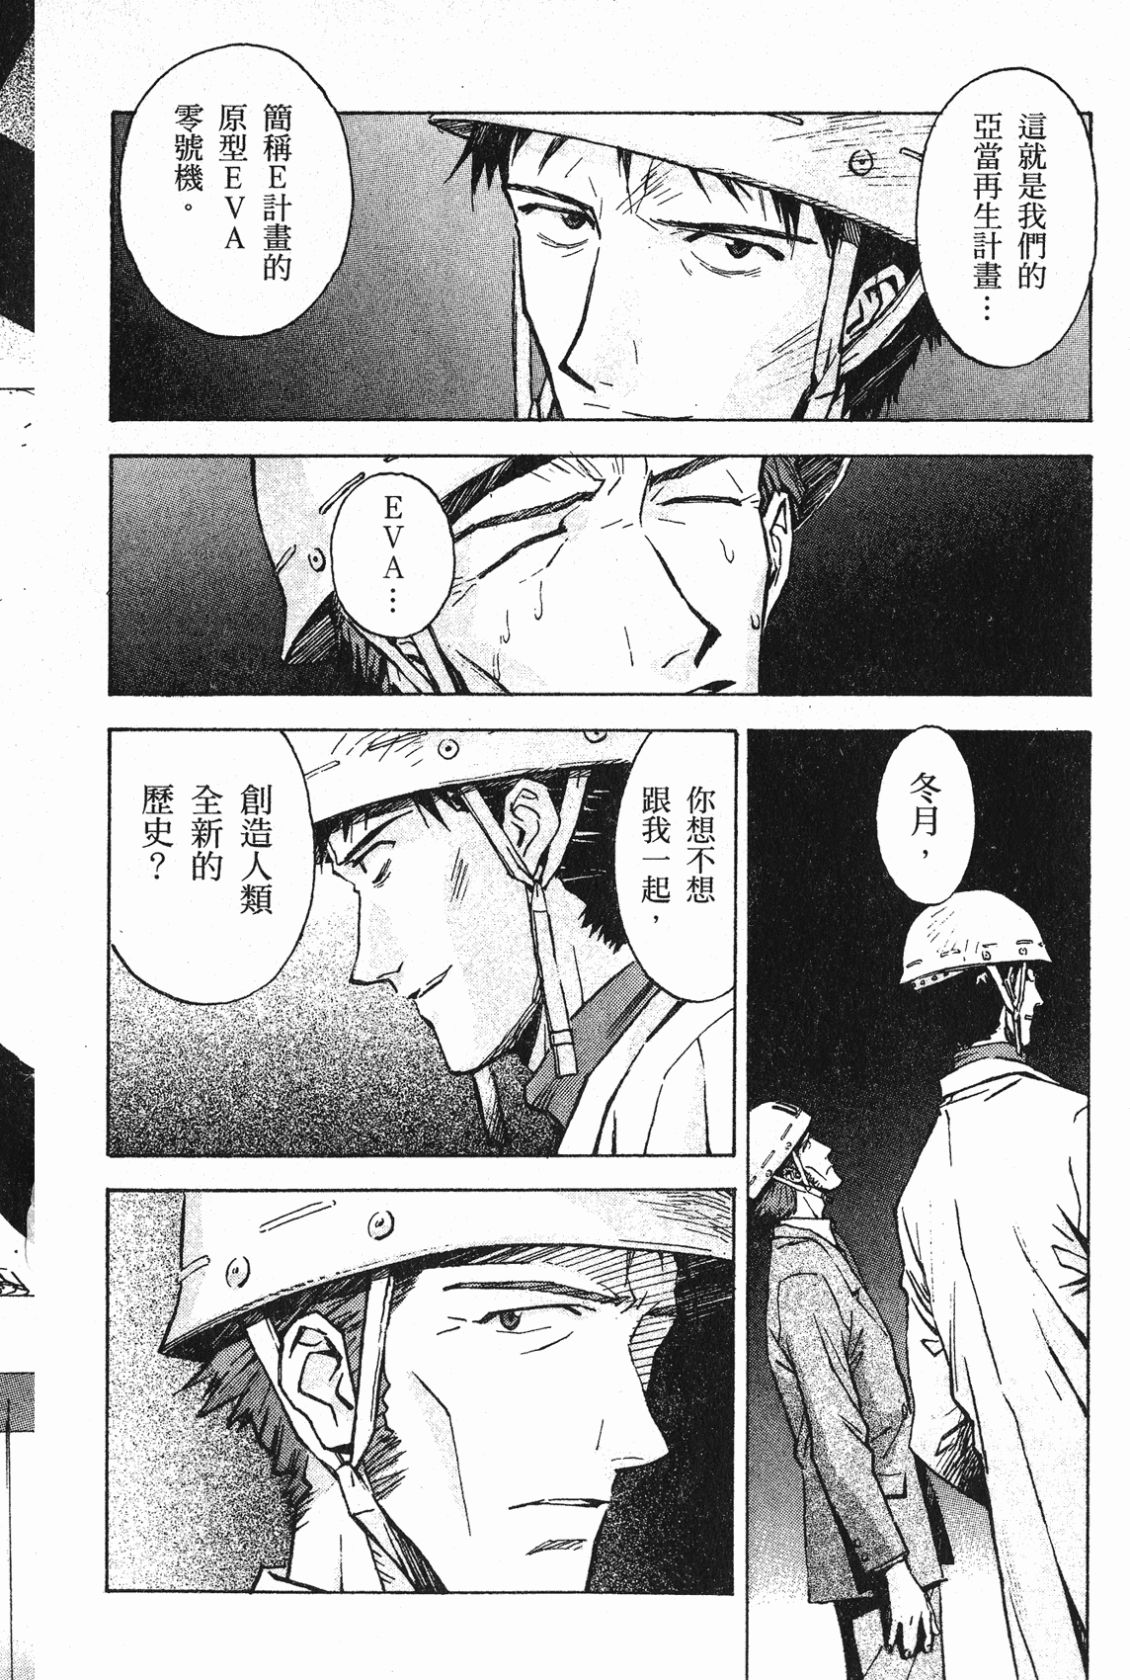 這就是我們的
亞當再生計畫…
簡稱E計畫的
原型EVA
零號機。
EVA…
冬月，
你想不想
跟我一起，
創造人類
全新的
歷史？